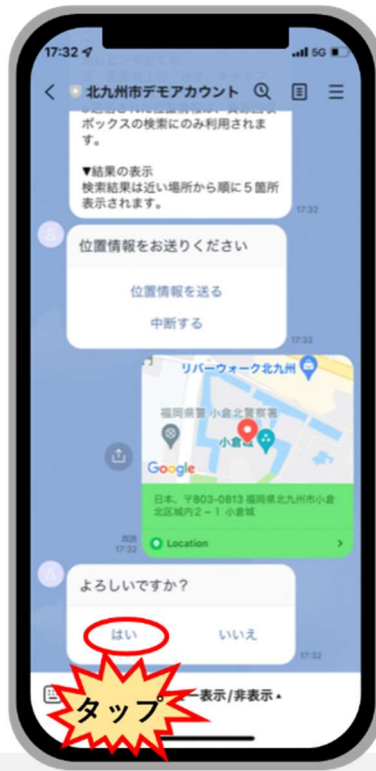 17:32
5G
北九州市デモアカウント
ボックスの検索にのみ利用されま
す。
▼結果の表示
検索結果は近い場所から順に5箇所
表示されます。
17:32
位置情報をお送りください
位置情報を送る
中断する
17:32
リバーウォーク北九州
福岡県警 小倉北警察署
小倉
Google
日本、〒803-0813 福岡県北九州市小倉
北区城内2−1 小倉城
既読
17:32
Location
よろしいですか?
はい
いいえ
17:32
タップ
ー表示/非表示